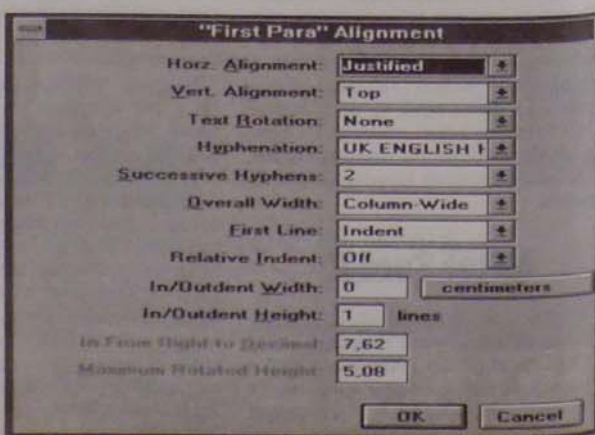 "First Para" Alignment
Horz. Alignment: Justified
Vert. Alignment: Top
Text Rotation: None
Hyphenation: UK ENGLISH H
Successive Hyphens: 2
Overall Width: Column-Wide
First Line: Indent
Relative Indent: Off
In/Outdent Width: 0 centimeters
In/Outdent Height: 1 lines
In From Right to Decimal: 7,62
Maximum Rotated Height: 5,08
OK Cancel